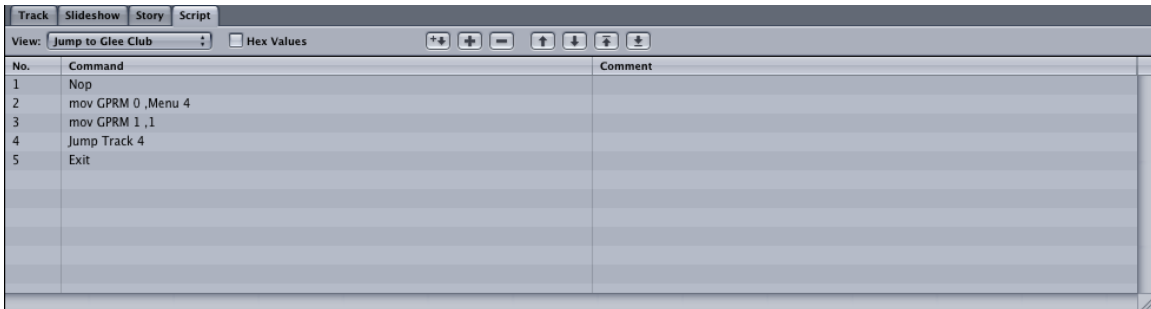 Track Slideshow Story Script
View: Jump to Glee Club Hex Values
No. Command Comment
1 Nop
2 mov GPRM 0 ,Menu 4
3 mov GPRM 1 ,1
4 Jump Track 4
5 Exit